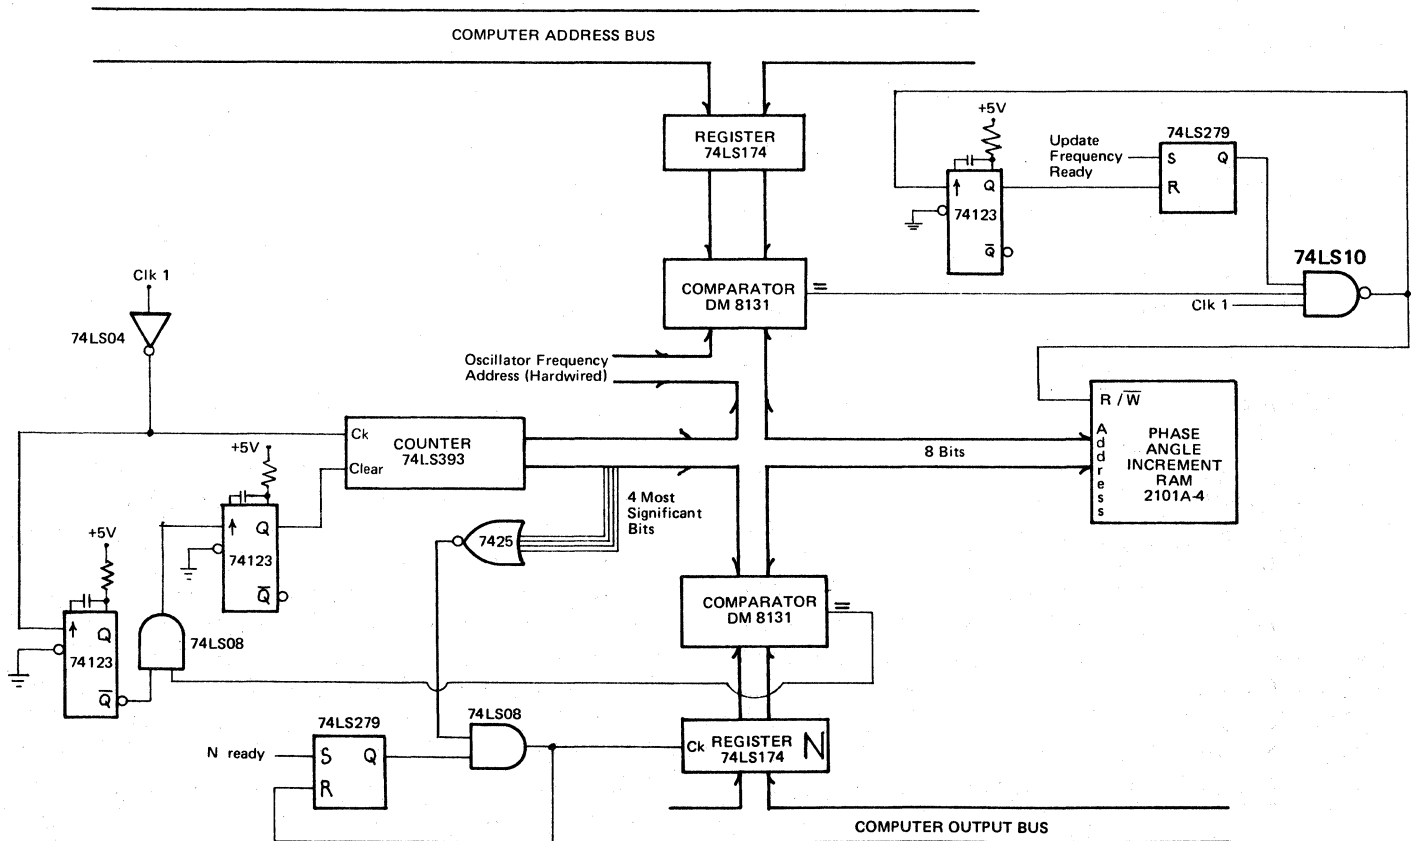 COMPUTER ADDRESS BUS
REGISTER
74LS174
+5V
74LS279
Update
Frequency
Ready
S Q
R
↑ Q
74123
Q̅
COMPARATOR
DM 8131
=
74LS10
Clk 1
Clk 1
74LS04
Oscillator Frequency
Address (Hardwired)
R / W̅
Address
PHASE
ANGLE
INCREMENT
RAM
2101A-4
8 Bits
Ck
Clear
COUNTER
74LS393
+5V
↑ Q
74123
Q̅
4 Most
Significant
Bits
7425
+5V
↑ Q
74123
Q̅
74LS08
COMPARATOR
DM 8131
=
74LS279
N ready
S Q
R
74LS08
Ck REGISTER N
74LS174
COMPUTER OUTPUT BUS